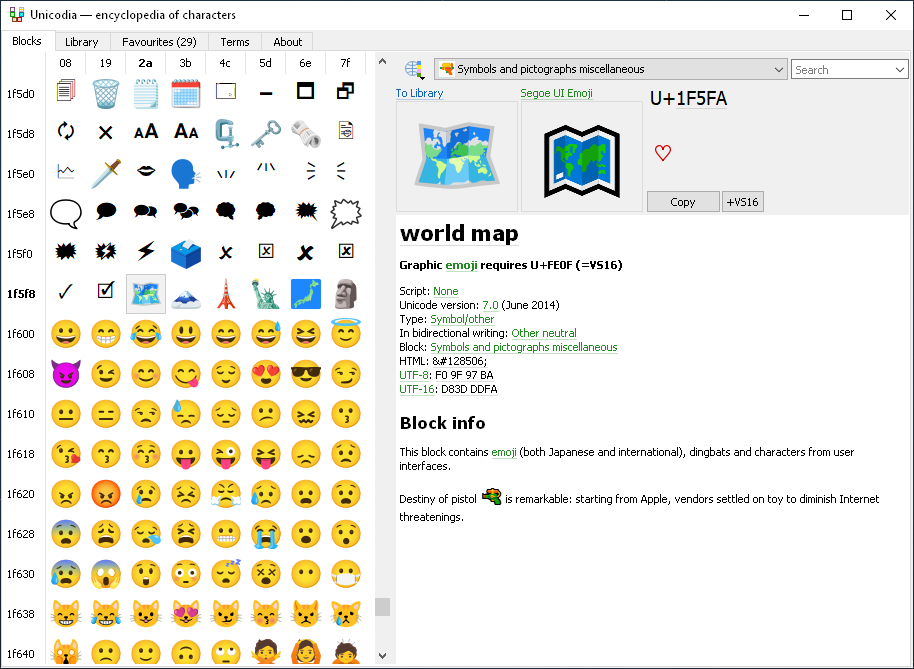 Unicodia — encyclopedia of characters
Blocks
Library
Favourites (29)
Terms
About
08 19 2a 3b 4c 5d 6e 7f
1f5d0
1f5d8
1f5e0
1f5e8
1f5f0
1f5f8
1f600
1f608
1f610
1f618
1f620
1f628
1f630
1f638
1f640
Symbols and pictographs miscellaneous
Search
To Library
Segoe UI Emoji
U+1F5FA
Copy
+VS16
world map
Graphic emoji requires U+FE0F (=VS16)
Script: None
Unicode version: 7.0 (June 2014)
Type: Symbol/other
In bidirectional writing: Other neutral
Block: Symbols and pictographs miscellaneous
HTML: &#128506;
UTF-8: F0 9F 97 BA
UTF-16: D83D DDFA
Block info
This block contains emoji (both Japanese and international), dingbats and characters from user
interfaces.
Destiny of pistol 🔫 is remarkable: starting from Apple, vendors settled on toy to diminish Internet
threatenings.